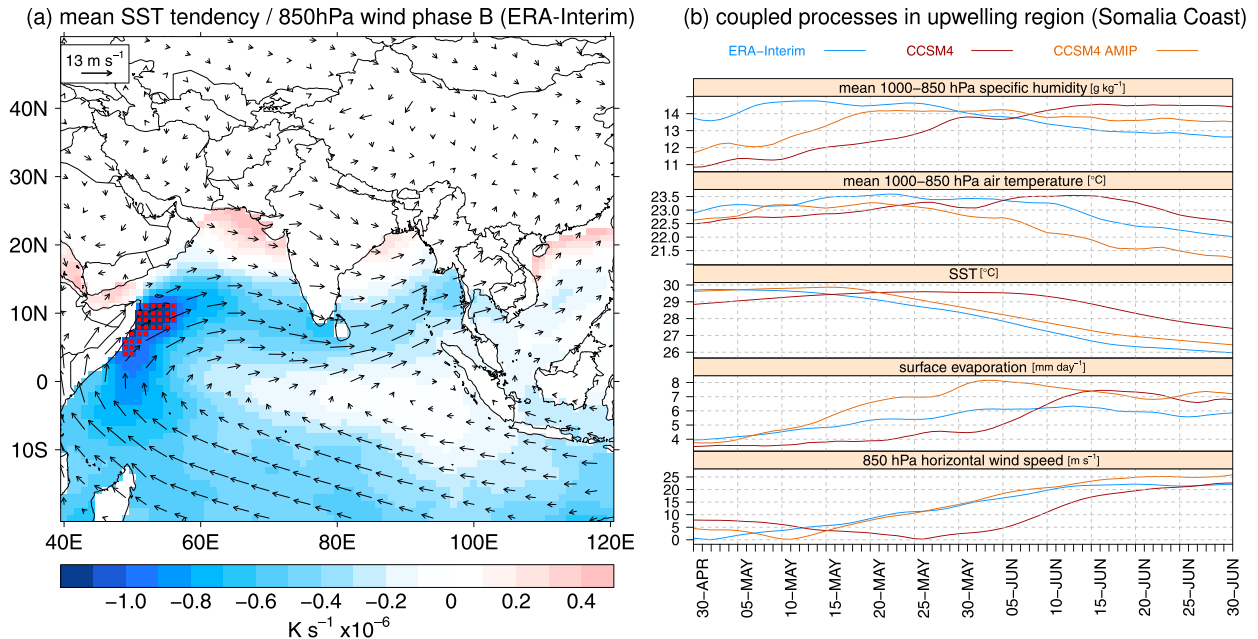 (a) mean SST tendency / 850hPa wind phase B (ERA-Interim)
13 m s⁻¹
40N
30N
20N
10N
0
10S
40E 60E 80E 100E 120E
−1.0 −0.8 −0.6 −0.4 −0.2 0 0.2 0.4
K s⁻¹ x10⁻⁶
(b) coupled processes in upwelling region (Somalia Coast)
ERA−Interim CCSM4 CCSM4 AMIP
mean 1000−850 hPa specific humidity [g kg⁻¹]
14
13
12
11
mean 1000−850 hPa air temperature [°C]
23.5
23.0
22.5
22.0
21.5
SST [°C]
30
29
28
27
26
surface evaporation [mm day⁻¹]
8
7
6
5
4
850 hPa horizontal wind speed [m s⁻¹]
25
20
15
10
5
0
30−APR 05−MAY 10−MAY 15−MAY 20−MAY 25−MAY 30−MAY 05−JUN 10−JUN 15−JUN 20−JUN 25−JUN 30−JUN